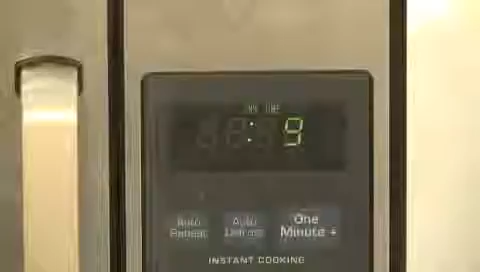 :9
Auto Auto One
Reheat Defrost Minute +
INSTANT COOKING